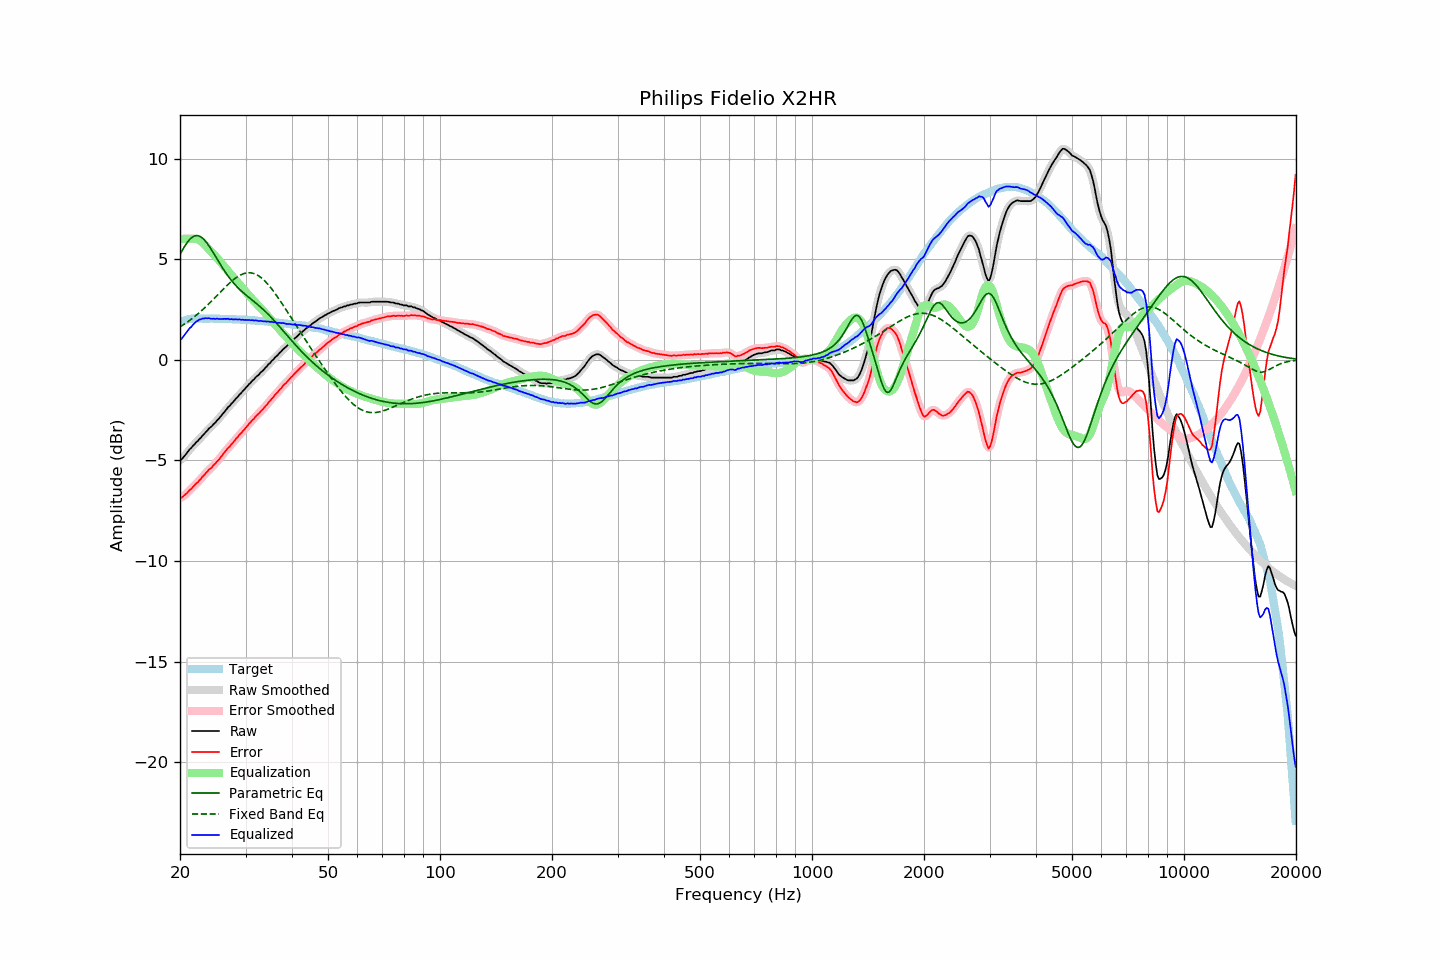 Philips Fidelio X2HR
10
5
0
−5
−10
−15
−20
Amplitude (dBr)
Target
Raw Smoothed
Error Smoothed
Raw
Error
Equalization
Parametric Eq
Fixed Band Eq
Equalized
20 50 100 200 500 1000 2000 5000 10000 20000
Frequency (Hz)